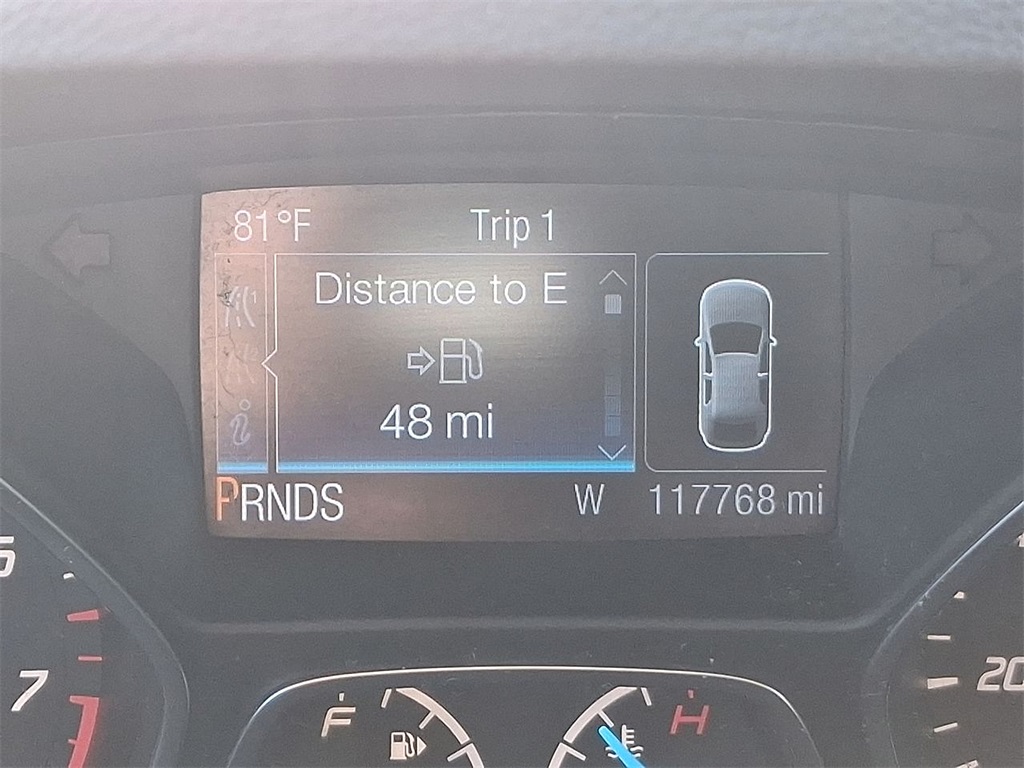 81°F Trip 1
Distance to E
48 mi
PRNDS W 117768 mi
7
F H
20